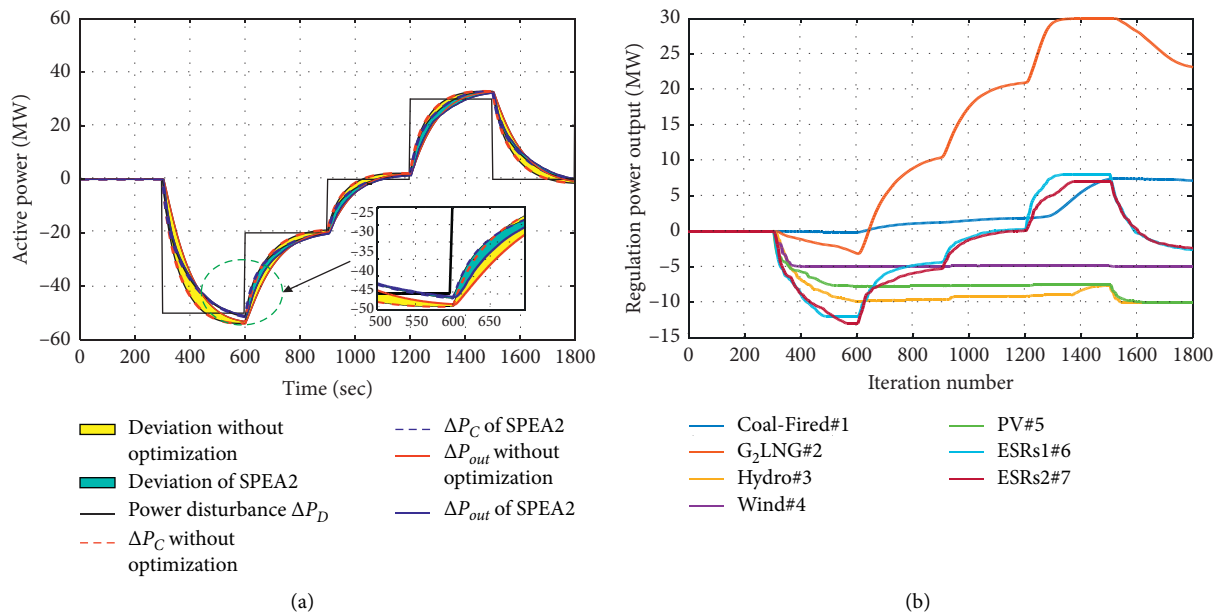 60
40
20
0
−20
−40
−60
Active power (MW)
0 200 400 600 800 1000 1200 1400 1600 1800
Time (sec)
−25
−30
−35
−40
−45
−50
500 550 600 650
Deviation without optimization
Deviation of SPEA2
Power disturbance ΔP_D
ΔP_C without optimization
ΔP_C of SPEA2
ΔP_out without optimization
ΔP_out of SPEA2
(a)
30
25
20
15
10
5
0
−5
−10
−15
Regulation power output (MW)
0 200 400 600 800 1000 1200 1400 1600 1800
Iteration number
Coal-Fired#1
G₂LNG#2
Hydro#3
Wind#4
PV#5
ESRs1#6
ESRs2#7
(b)